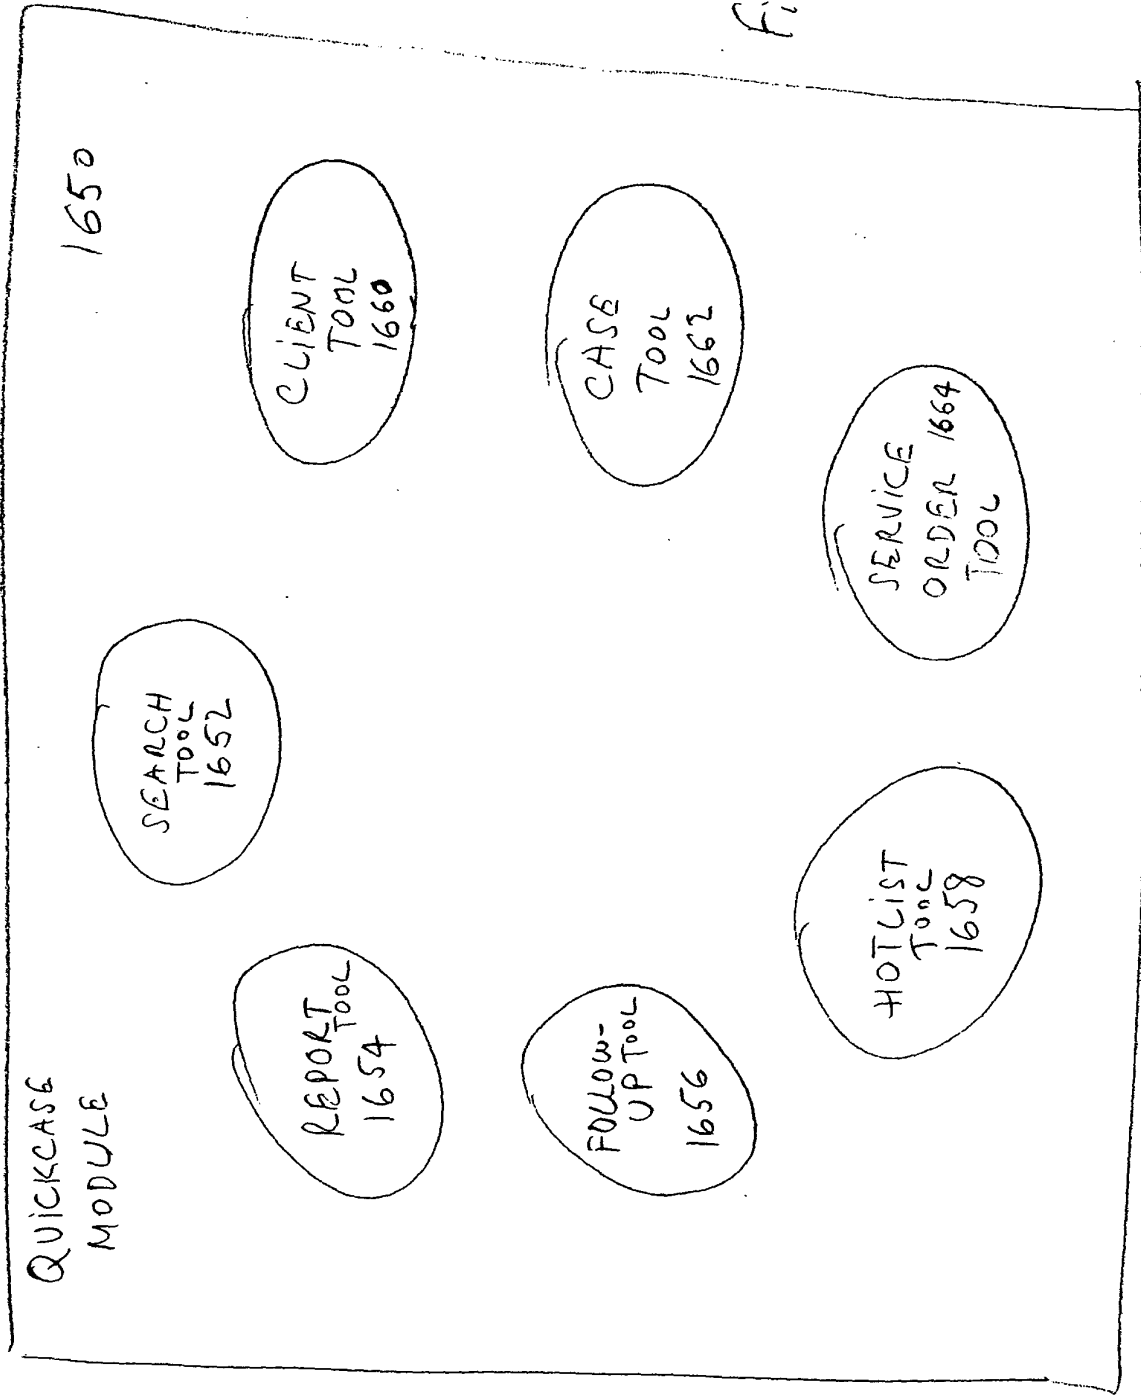 QUICKCASE
MODULE
1650
SEARCH
TOOL
1652
REPORT
TOOL
1654
CLIENT
TOOL
1660
FOLLOW-
UP TOOL
1656
CASE
TOOL
1662
HOTLIST
TOOL
1658
SERVICE
ORDER 1664
TOOL